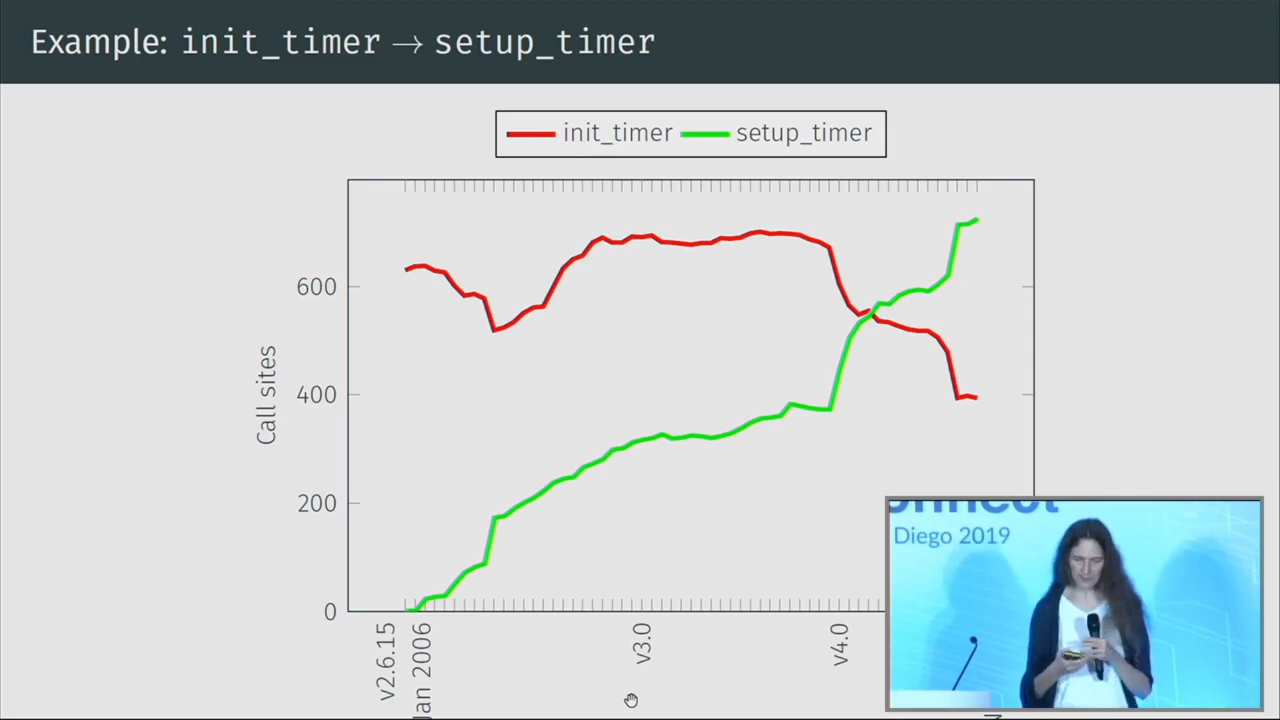 Example: init_timer → setup_timer
init_timer setup_timer
Call sites
600
400
200
0
v2.6.15
Jan 2006
v3.0
v4.0
Diego 2019